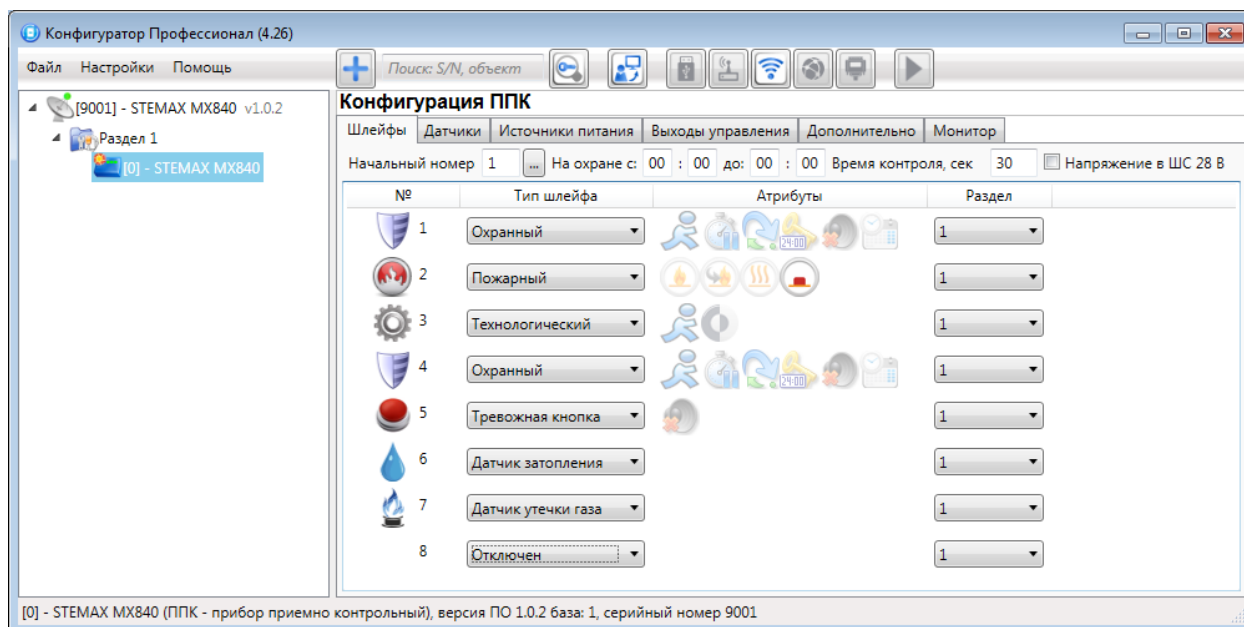 Конфигуратор Профессионал (4.26)
Файл Настройки Помощь Поиск: S/N, объект
[9001] - STEMAX MX840 v1.0.2
Раздел 1
[0] - STEMAX MX840
Конфигурация ППК
Шлейфы Датчики Источники питания Выходы управления Дополнительно Монитор
Начальный номер 1 ... На охране с: 00 : 00 до: 00 : 00 Время контроля, сек 30 Напряжение в ШС 28 В
№ Тип шлейфа Атрибуты Раздел
1 Охранный 24:00 1
2 Пожарный 1
3 Технологический 1
4 Охранный 24:00 1
5 Тревожная кнопка 1
6 Датчик затопления 1
7 Датчик утечки газа 1
8 Отключен 1
[0] - STEMAX MX840 (ППК - прибор приемно контрольный), версия ПО 1.0.2 база: 1, серийный номер 9001